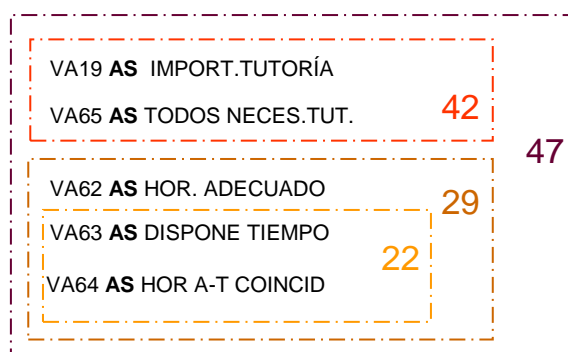 VA19 AS IMPORT.TUTORÍA
VA65 AS TODOS NECES.TUT.
42
47
VA62 AS HOR. ADECUADO
29
VA63 AS DISPONE TIEMPO
22
VA64 AS HOR A-T COINCID